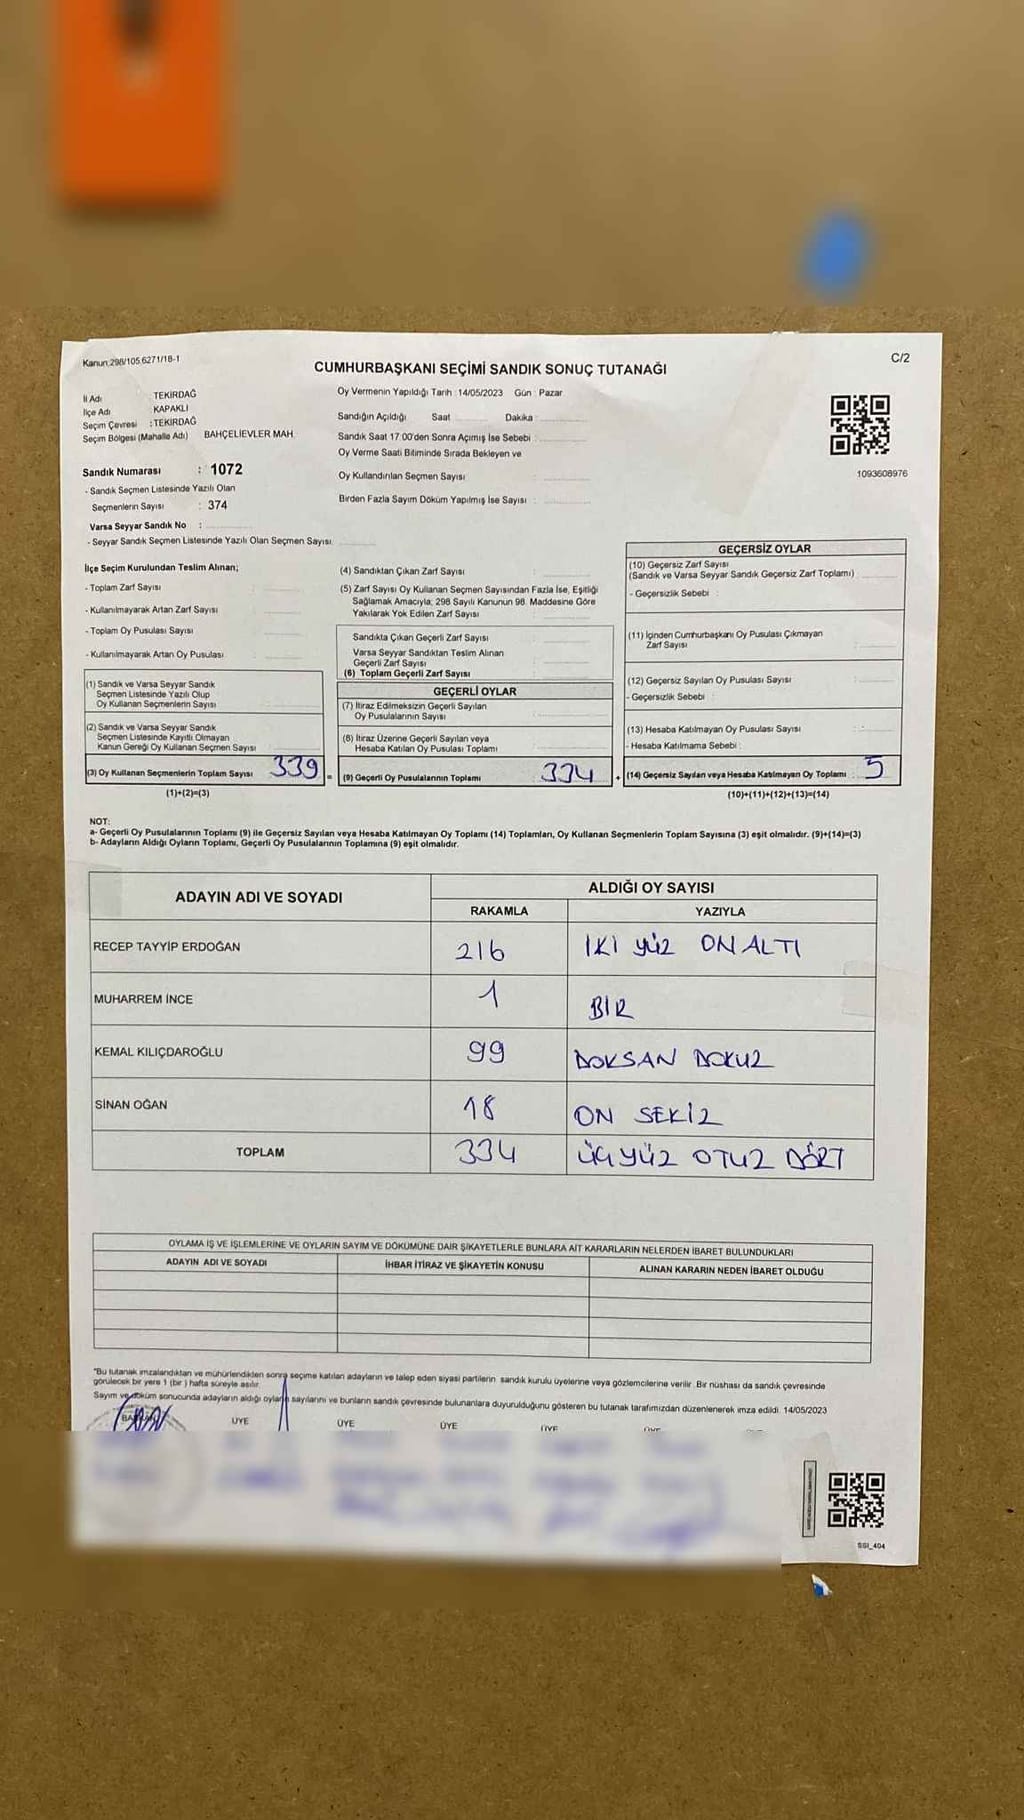 Kanun:298/105,6271/18-1
C/2
CUMHURBAŞKANI SEÇİMİ SANDIK SONUÇ TUTANAĞI
İl Adı TEKİRDAĞ
İlçe Adı KAPAKLI
Seçim Çevresi : TEKİRDAĞ
Seçim Bölgesi (Mahalle Adı) BAHÇELİEVLER MAH.
Sandık Numarası : 1072
- Sandık Seçmen Listesinde Yazılı Olan
Seçmenlerin Sayısı : 374
Varsa Seyyar Sandık No :
- Seyyar Sandık Seçmen Listesinde Yazılı Olan Seçmen Sayısı:
Oy Vermenin Yapıldığı Tarih : 14/05/2023 Gün : Pazar
Sandığın Açıldığı Saat Dakika
Sandık Saat 17:00'den Sonra Açımış İse Sebebi :
Oy Verme Saati Bitiminde Sırada Bekleyen ve
Oy Kullandırılan Seçmen Sayısı
Birden Fazla Sayım Döküm Yapılmış İse Sayısı :
1093608976
İlçe Seçim Kurulundan Teslim Alınan;
- Toplam Zarf Sayısı
- Kullanılmayarak Artan Zarf Sayısı
- Toplam Oy Pusulası Sayısı
- Kullanılmayarak Artan Oy Pusulası
(1) Sandık ve Varsa Seyyar Sandık
Seçmen Listesinde Yazılı Olup
Oy Kullanan Seçmenlerin Sayısı
(2) Sandık ve Varsa Seyyar Sandık
Seçmen Listesinde Kayıtlı Olmayan
Kanun Gereği Oy Kullanan Seçmen Sayısı
(3) Oy Kullanan Seçmenlerin Toplam Sayısı 339 =
(1)+(2)=(3)
(4) Sandıktan Çıkan Zarf Sayısı
(5) Zarf Sayısı Oy Kullanan Seçmen Sayısından Fazla İse, Eşitliği
Sağlamak Amacıyla; 298 Sayılı Kanunun 98. Maddesine Göre
Yakılarak Yok Edilen Zarf Sayısı
Sandıkta Çıkan Geçerli Zarf Sayısı
Varsa Seyyar Sandıktan Teslim Alınan
Geçerli Zarf Sayısı
(6) Toplam Geçerli Zarf Sayısı
GEÇERLİ OYLAR
(7) İtiraz Edilmeksizin Geçerli Sayılan
Oy Pusulalarının Sayısı
(8) İtiraz Üzerine Geçerli Sayılan veya
Hesaba Katılan Oy Pusulası Toplamı
(9) Geçerli Oy Pusulalarının Toplamı 334 +
GEÇERSİZ OYLAR
(10) Geçersiz Zarf Sayısı
(Sandık ve Varsa Seyyar Sandık Geçersiz Zarf Toplamı)
- Geçersizlik Sebebi :
(11) İçinden Cumhurbaşkanı Oy Pusulası Çıkmayan
Zarf Sayısı
(12) Geçersiz Sayılan Oy Pusulası Sayısı
- Geçersizlik Sebebi
(13) Hesaba Katılmayan Oy Pusulası Sayısı
- Hesaba Katılmama Sebebi :
(14) Geçersiz Sayılan veya Hesaba Katılmayan Oy Toplamı 5
(10)+(11)+(12)+(13)=(14)
NOT:
a- Geçerli Oy Pusulalarının Toplamı (9) ile Geçersiz Sayılan veya Hesaba Katılmayan Oy Toplamı (14) Toplamları, Oy Kullanan Seçmenlerin Toplam Sayısına (3) eşit olmalıdır. (9)+(14)=(3)
b- Adayların Aldığı Oyların Toplamı, Geçerli Oy Pusulalarının Toplamına (9) eşit olmalıdır.
ADAYIN ADI VE SOYADI ALDIĞI OY SAYISI
RAKAMLA YAZIYLA
RECEP TAYYİP ERDOĞAN 216 İKİ YÜZ ON ALTI
MUHARREM İNCE 1 BİR
KEMAL KILIÇDAROĞLU 99 DOKSAN DOKUZ
SİNAN OĞAN 18 ON SEKİZ
TOPLAM 334 ÜÇYÜZ OTUZ DÖRT
OYLAMA İŞ VE İŞLEMLERİNE VE OYLARIN SAYIM VE DÖKÜMÜNE DAİR ŞİKAYETLERLE BUNLARA AİT KARARLARIN NELERDEN İBARET BULUNDUKLARI
ADAYIN ADI VE SOYADI İHBAR İTİRAZ VE ŞİKAYETİN KONUSU ALINAN KARARIN NEDEN İBARET OLDUĞU
"Bu tutanak imzalandıktan ve mühürlendikten sonra seçime katılan adayların ve talep eden siyasi partilerin sandık kurulu üyelerine veya gözlemcilerine verilir. Bir nüshası da sandık çevresinde
görülecek bir yere 1 (bir ) hafta süreyle asılır.
Sayım ve döküm sonucunda adayların aldığı oyların sayılarını ve bunların sandık çevresinde bulunanlara duyurulduğunu gösteren bu tutanak tarafımızdan düzenlenerek imza edildi. 14/05/2023
BAŞKAN ÜYE ÜYE ÜYE ÜYE ÜYE
SSI_404